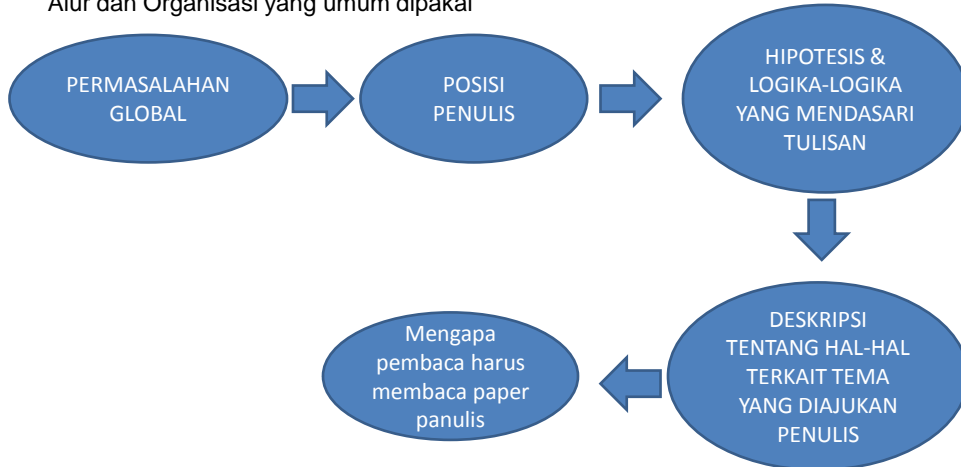 Alur dan Organisasi yang umum dipakai
PERMASALAHAN
GLOBAL
POSISI
PENULIS
HIPOTESIS &
LOGIKA-LOGIKA
YANG MENDASARI
TULISAN
DESKRIPSI
TENTANG HAL-HAL
TERKAIT TEMA
YANG DIAJUKAN
PENULIS
Mengapa
pembaca harus
membaca paper
panulis